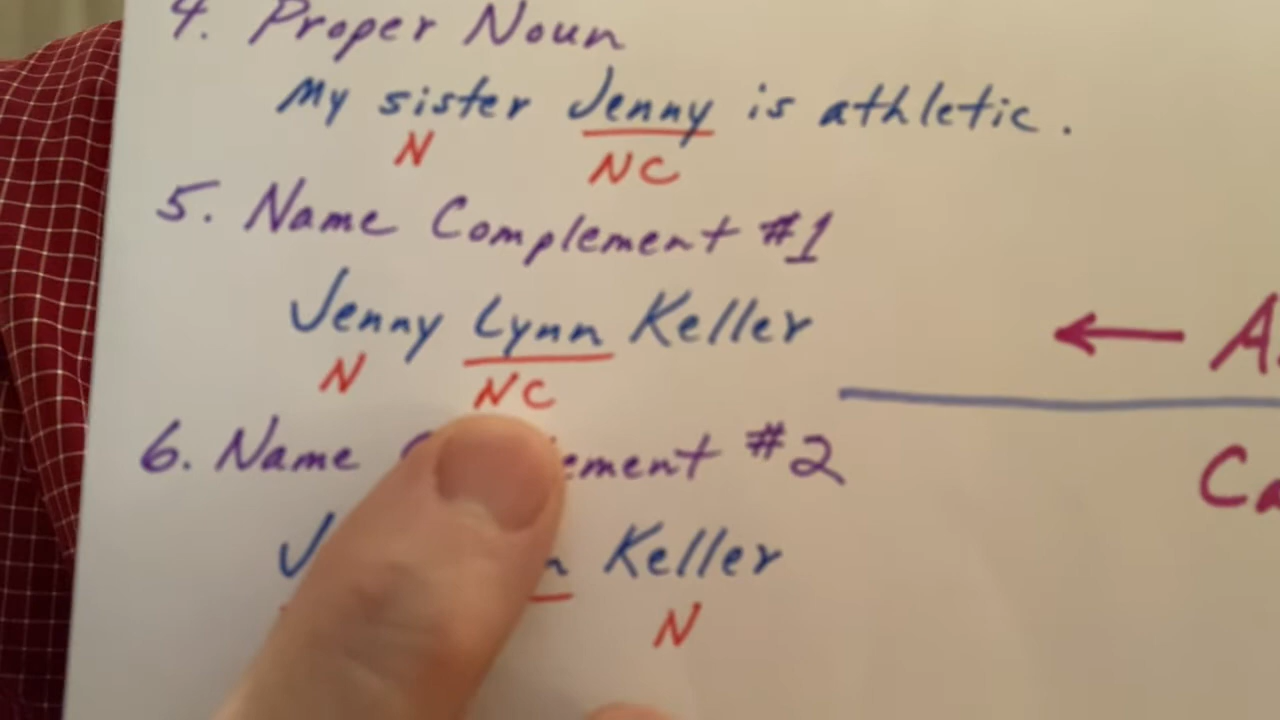 4. Proper Noun
My sister Jenny is athletic.
N NC
5. Name Complement #1
Jenny Lynn Keller
N NC
6. Name #2
Keller
N